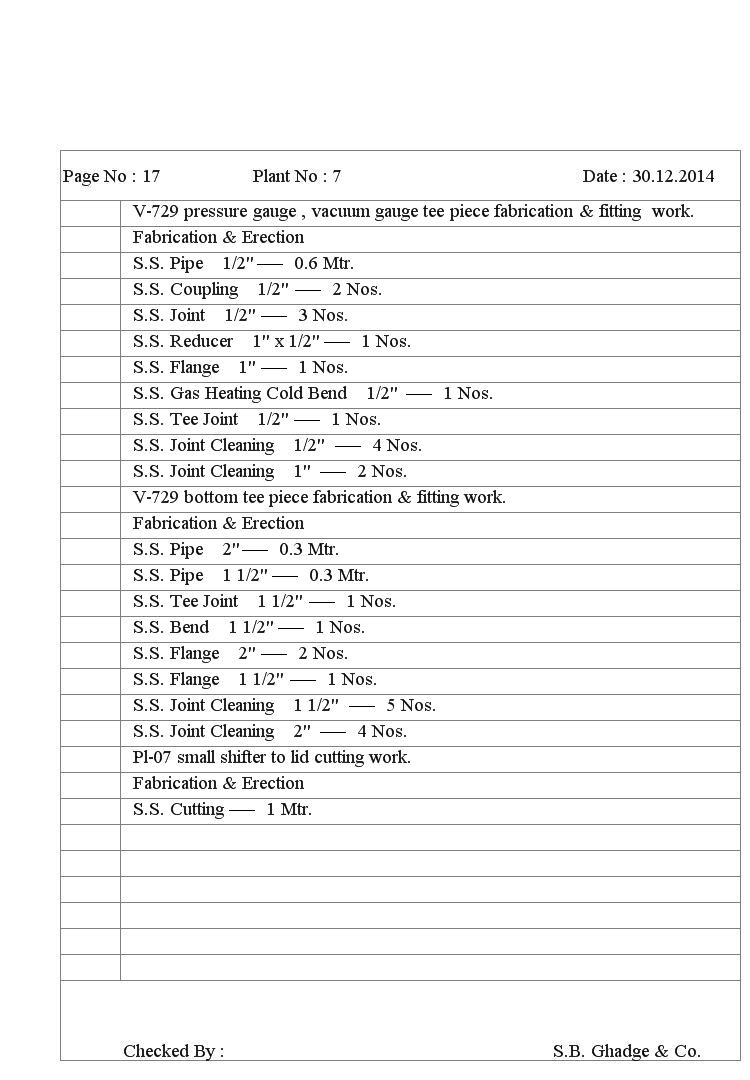 Page No : 17 Plant No : 7 Date : 30.12.2014
V-729 pressure gauge , vacuum gauge tee piece fabrication & fitting work.
Fabrication & Erection
S.S. Pipe 1/2" — 0.6 Mtr.
S.S. Coupling 1/2" — 2 Nos.
S.S. Joint 1/2" — 3 Nos.
S.S. Reducer 1" x 1/2" — 1 Nos.
S.S. Flange 1" — 1 Nos.
S.S. Gas Heating Cold Bend 1/2" — 1 Nos.
S.S. Tee Joint 1/2" — 1 Nos.
S.S. Joint Cleaning 1/2" — 4 Nos.
S.S. Joint Cleaning 1" — 2 Nos.
V-729 bottom tee piece fabrication & fitting work.
Fabrication & Erection
S.S. Pipe 2" — 0.3 Mtr.
S.S. Pipe 1 1/2" — 0.3 Mtr.
S.S. Tee Joint 1 1/2" — 1 Nos.
S.S. Bend 1 1/2" — 1 Nos.
S.S. Flange 2" — 2 Nos.
S.S. Flange 1 1/2" — 1 Nos.
S.S. Joint Cleaning 1 1/2" — 5 Nos.
S.S. Joint Cleaning 2" — 4 Nos.
Pl-07 small shifter to lid cutting work.
Fabrication & Erection
S.S. Cutting — 1 Mtr.
Checked By : S.B. Ghadge & Co.